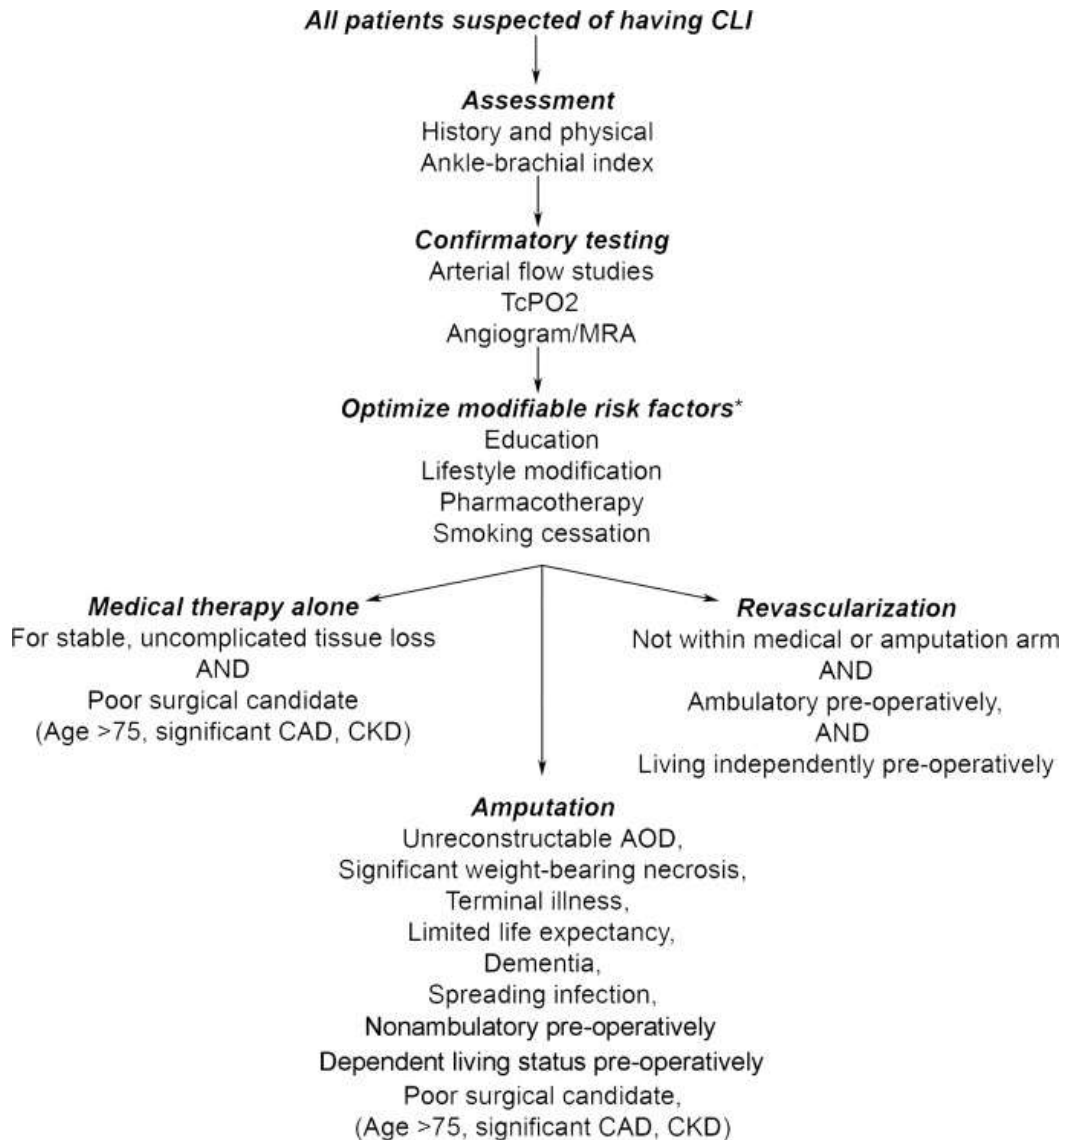 All patients suspected of having CLI
Assessment
History and physical
Ankle-brachial index
Confirmatory testing
Arterial flow studies
TcPO2
Angiogram/MRA
Optimize modifiable risk factors*
Education
Lifestyle modification
Pharmacotherapy
Smoking cessation
Medical therapy alone
For stable, uncomplicated tissue loss
AND
Poor surgical candidate
(Age >75, significant CAD, CKD)
Revascularization
Not within medical or amputation arm
AND
Ambulatory pre-operatively,
AND
Living independently pre-operatively
Amputation
Unreconstructable AOD,
Significant weight-bearing necrosis,
Terminal illness,
Limited life expectancy,
Dementia,
Spreading infection,
Nonambulatory pre-operatively
Dependent living status pre-operatively
Poor surgical candidate,
(Age >75, significant CAD, CKD)